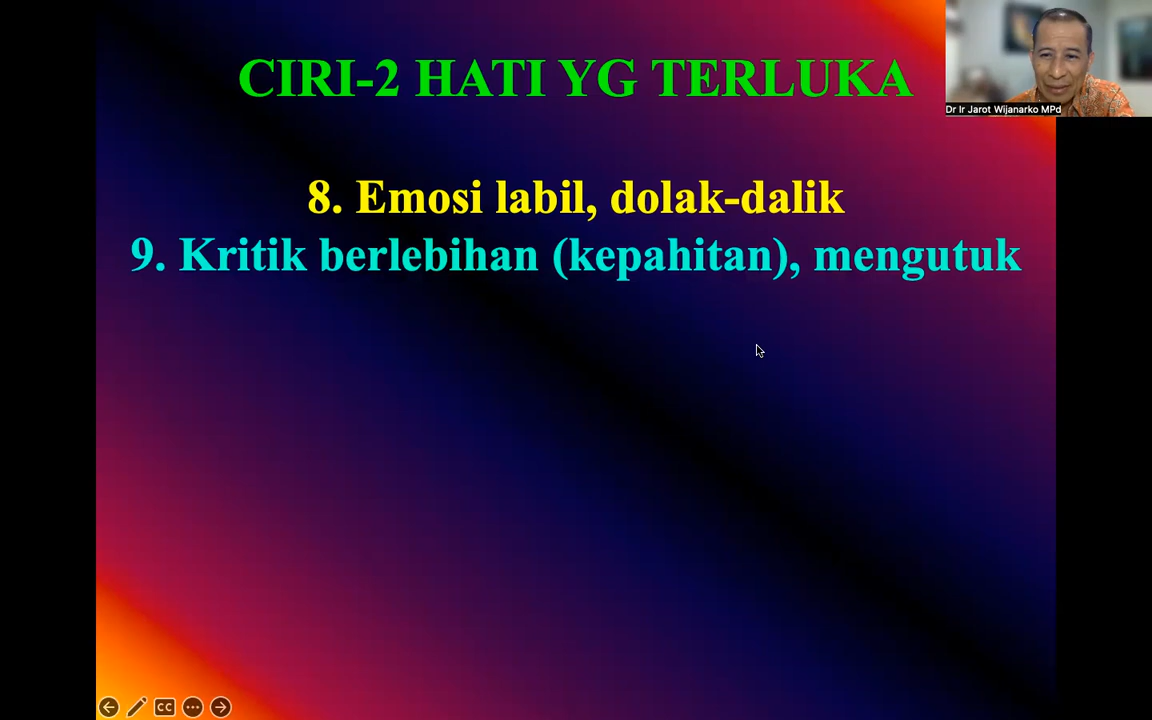 CIRI-2 HATI YG TERLUKA
Dr Ir Jarot Wijanarko MPd
8. Emosi labil, dolak-dalik
9. Kritik berlebihan (kepahitan), mengutuk
CC